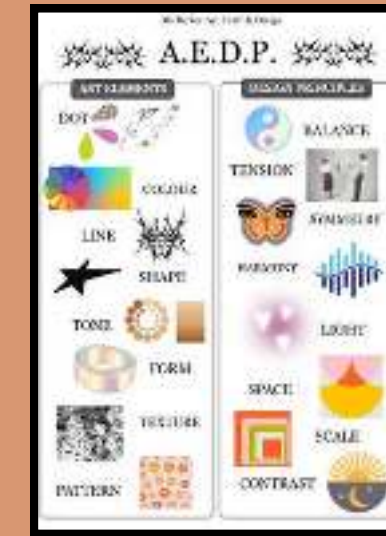 A.E.D.P.
ART ELEMENTS
DOT
COLOUR
LINE
SHAPE
TONE
FORM
TEXTURE
PATTERN
DESIGN PRINCIPLES
BALANCE
TENSION
SYMMETRY
HARMONY
LIGHT
SPACE
SCALE
CONTRAST